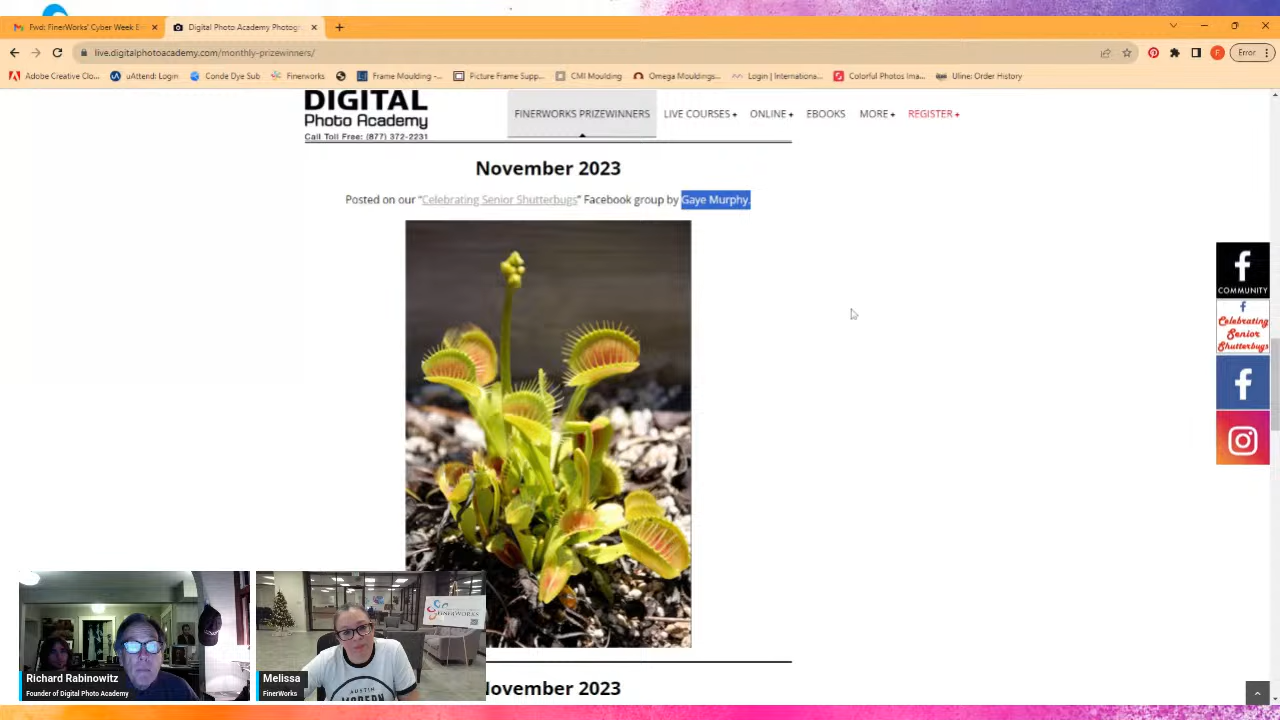 Fwd: FinerWorks' Cyber Week E
Digital Photo Academy Photogr
live.digitalphotoacademy.com/monthly-prizewinners/
Error
Adobe Creative Clo...
uAttend: Login
Conde Dye Sub
Finerworks
Frame Moulding -...
Picture Frame Supp...
CMI Moulding
Omega Mouldings...
Login | Internationa...
Colorful Photos Ima...
Uline: Order History
DIGITAL
Photo Academy
Call Toll Free: (877) 372-2231
FINERWORKS PRIZEWINNERS
LIVE COURSES +
ONLINE +
EBOOKS
MORE +
REGISTER +
November 2023
Posted on our “Celebrating Senior Shutterbugs” Facebook group by Gaye Murphy.
COMMUNITY
Celebrating
Senior
Shutterbugs
FINERWORKS
AUSTIN
MODERN
Richard Rabinowitz
Founder of Digital Photo Academy
Melissa
FinerWorks
November 2023